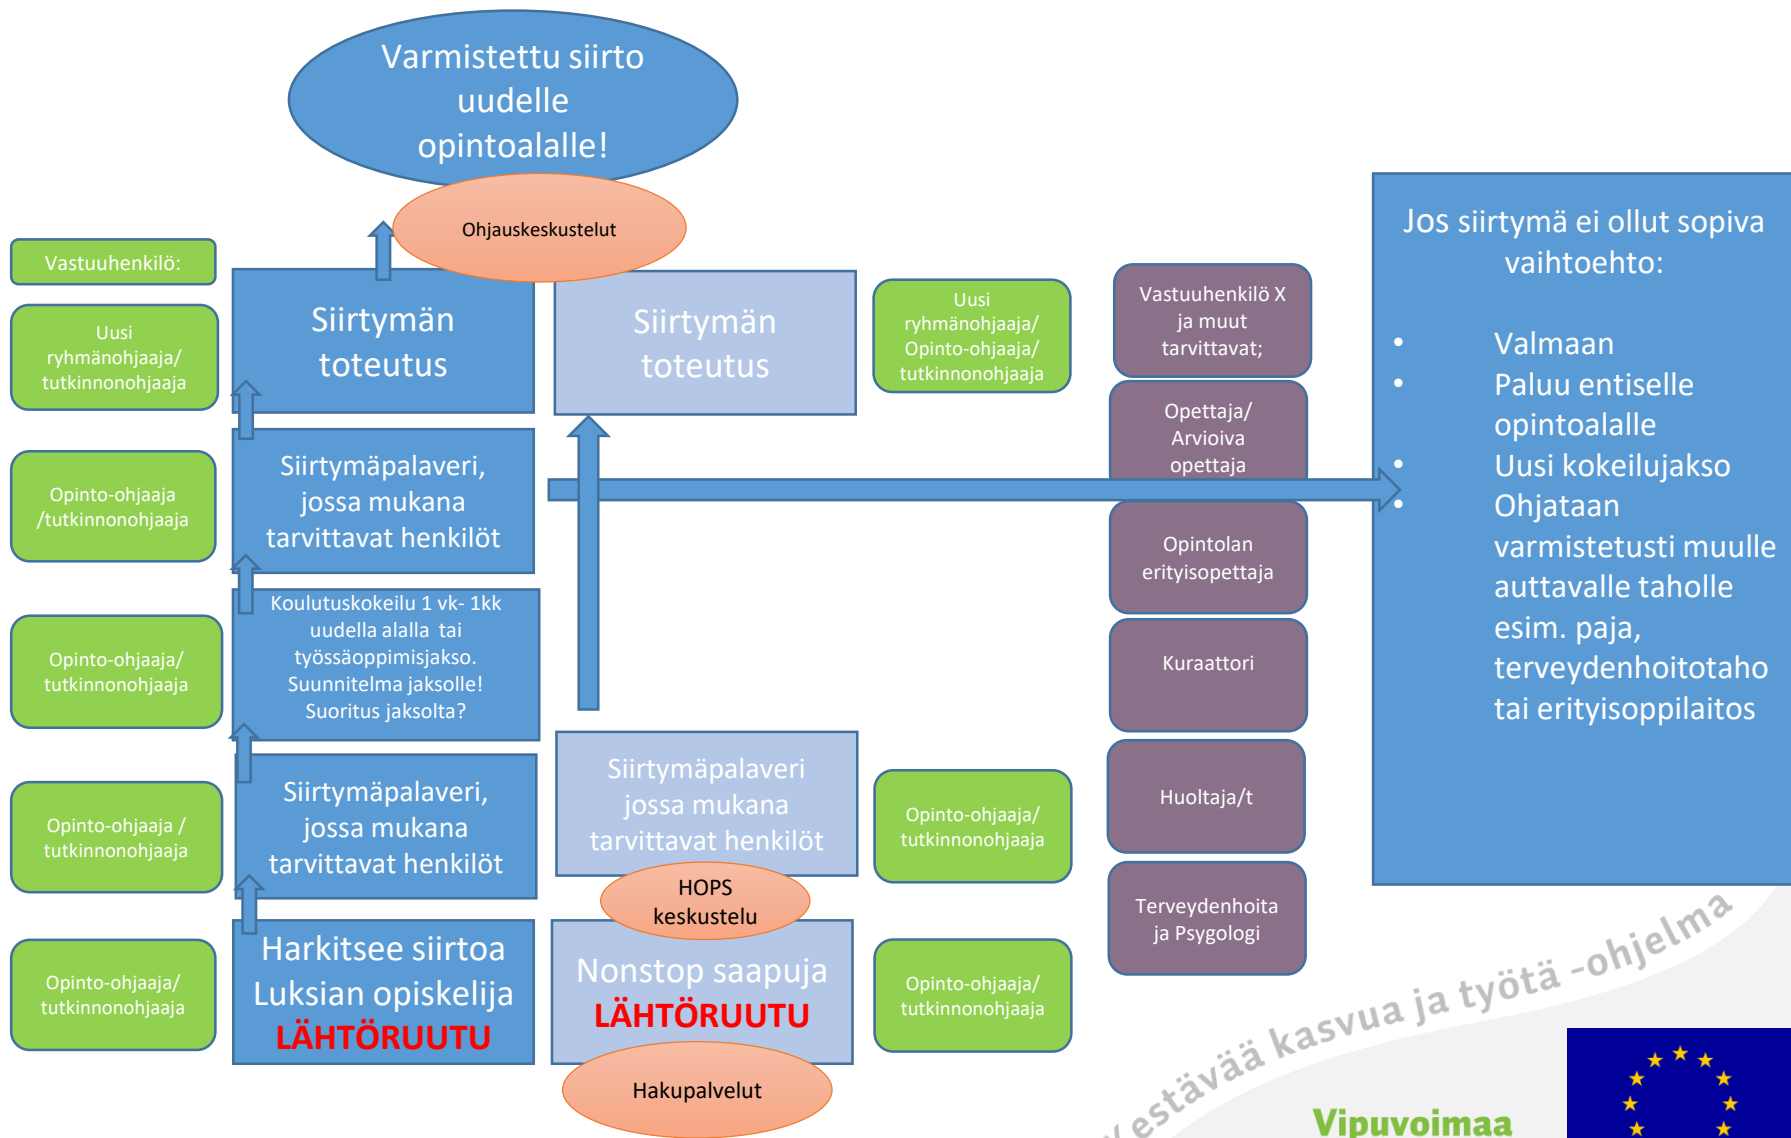 Varmistettu siirto
uudelle
opintoalalle!
Ohjauskeskustelut
Vastuuhenkilö:
Uusi
ryhmänohjaaja/
tutkinnonohjaaja
Siirtymän
toteutus
Siirtymän
toteutus
Uusi
ryhmänohjaaja/
Opinto-ohjaaja/
tutkinnonohjaaja
Opinto-ohjaaja
/tutkinnonohjaaja
Siirtymäpalaveri,
jossa mukana
tarvittavat henkilöt
Opinto-ohjaaja/
tutkinnonohjaaja
Koulutuskokeilu 1 vk- 1kk
uudella alalla tai
työssäoppimisjakso.
Suunnitelma jaksolle!
Suoritus jaksolta?
Opinto-ohjaaja /
tutkinnonohjaaja
Siirtymäpalaveri,
jossa mukana
tarvittavat henkilöt
Siirtymäpalaveri
jossa mukana
tarvittavat henkilöt
Opinto-ohjaaja/
tutkinnonohjaaja
HOPS
keskustelu
Opinto-ohjaaja/
tutkinnonohjaaja
Harkitsee siirtoa
Luksian opiskelija
LÄHTÖRUUTU
Nonstop saapuja
LÄHTÖRUUTU
Opinto-ohjaaja/
tutkinnonohjaaja
Hakupalvelut
Vastuuhenkilö X
ja muut
tarvittavat;
Opettaja/
Arvioiva
opettaja
Opintolan
erityisopettaja
Kuraattori
Huoltaja/t
Terveydenhoita
ja Psygologi
Jos siirtymä ei ollut sopiva
vaihtoehto:
• Valmaan
• Paluu entiselle
opintoalalle
• Uusi kokeilujakso
• Ohjataan
varmistetusti muulle
auttavalle taholle
esim. paja,
terveydenhoitotaho
tai erityisoppilaitos
Kestävää kasvua ja työtä -ohjelma
Vipuvoimaa